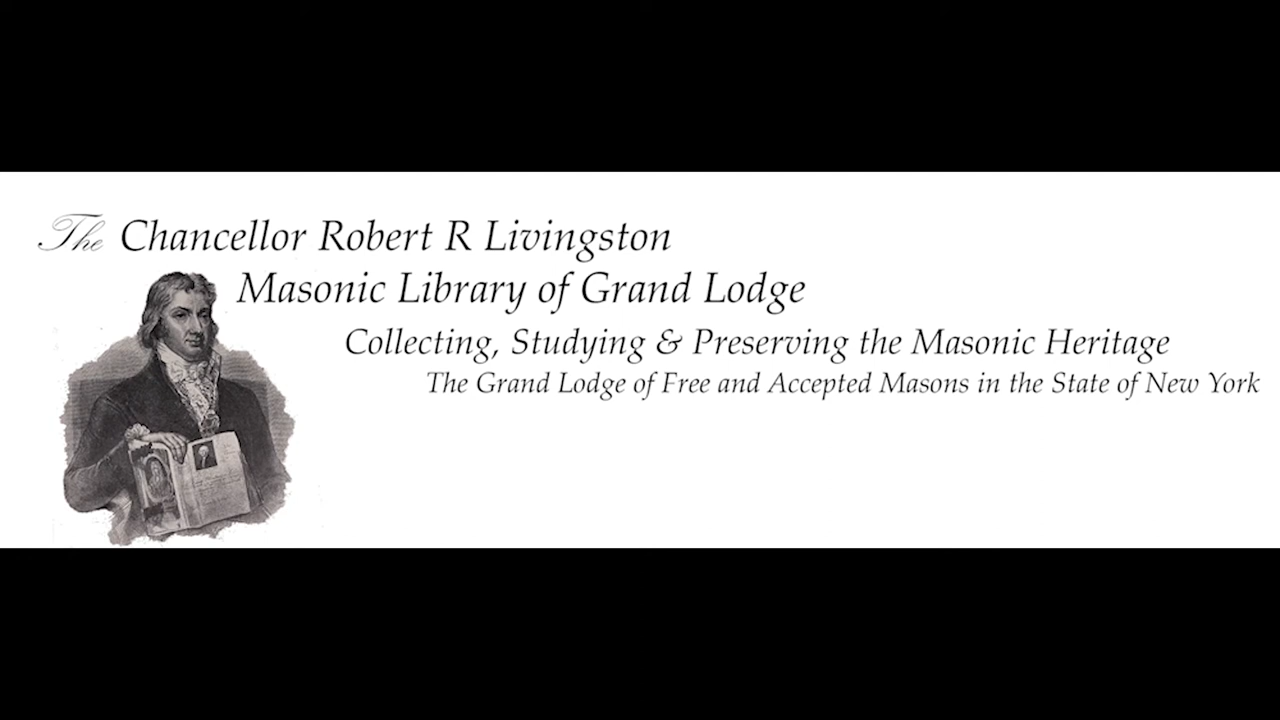 The Chancellor Robert R Livingston
Masonic Library of Grand Lodge
Collecting, Studying & Preserving the Masonic Heritage
The Grand Lodge of Free and Accepted Masons in the State of New York